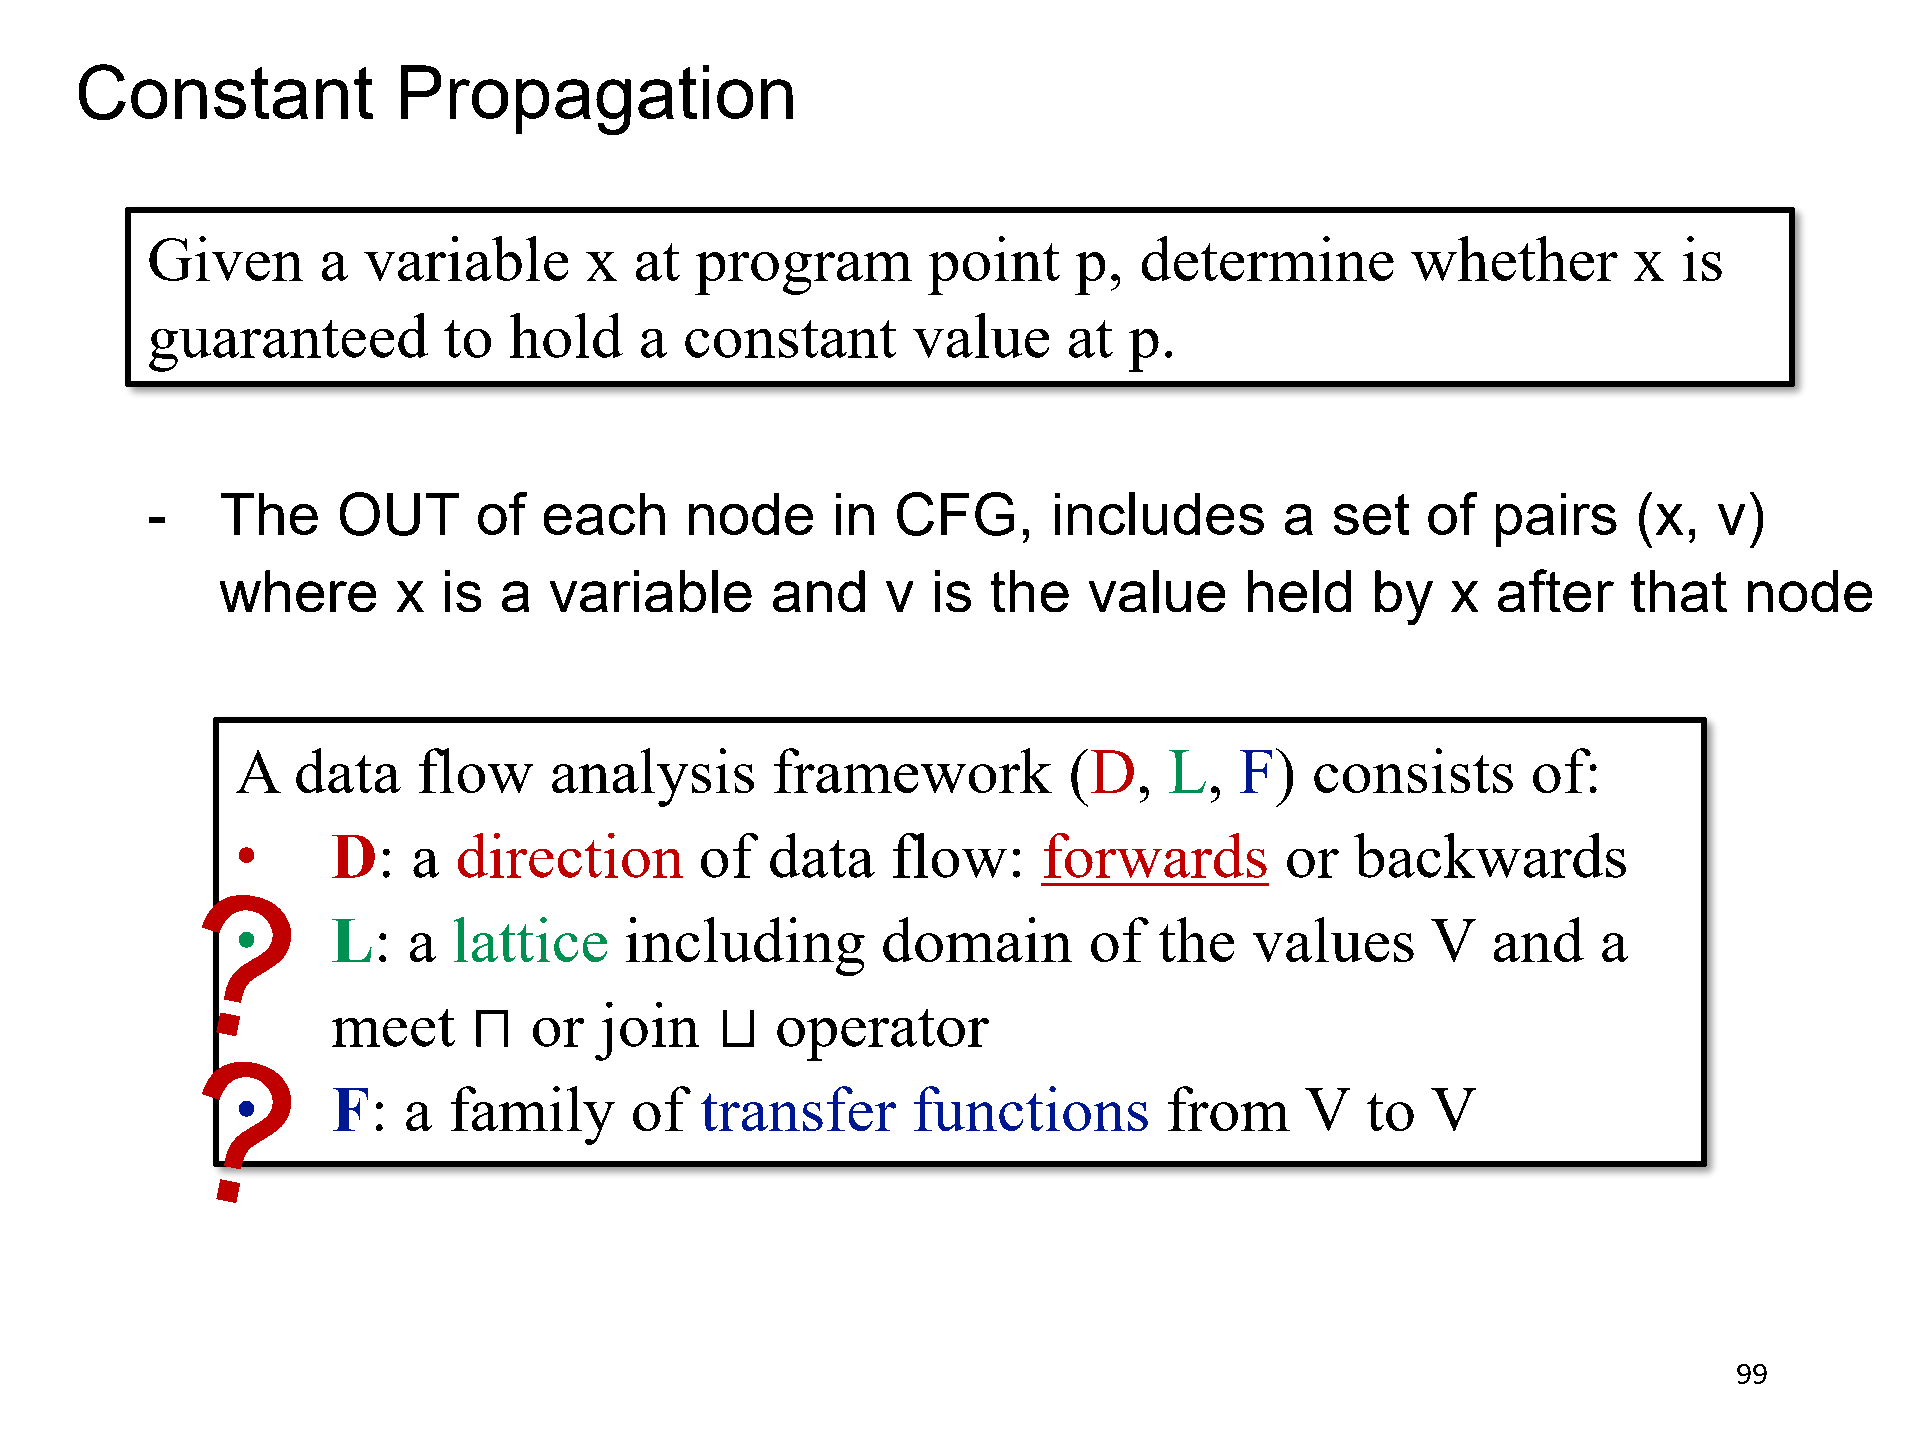 Constant Propagation
Given a variable x at program point p, determine whether x is
guaranteed to hold a constant value at p.
- The OUT of each node in CFG, includes a set of pairs (x, v)
where x is a variable and v is the value held by x after that node
A data flow analysis framework (D, L, F) consists of:
• D: a direction of data flow: forwards or backwards
? • L: a lattice including domain of the values V and a
meet ⊓ or join ⊔ operator
? • F: a family of transfer functions from V to V
99